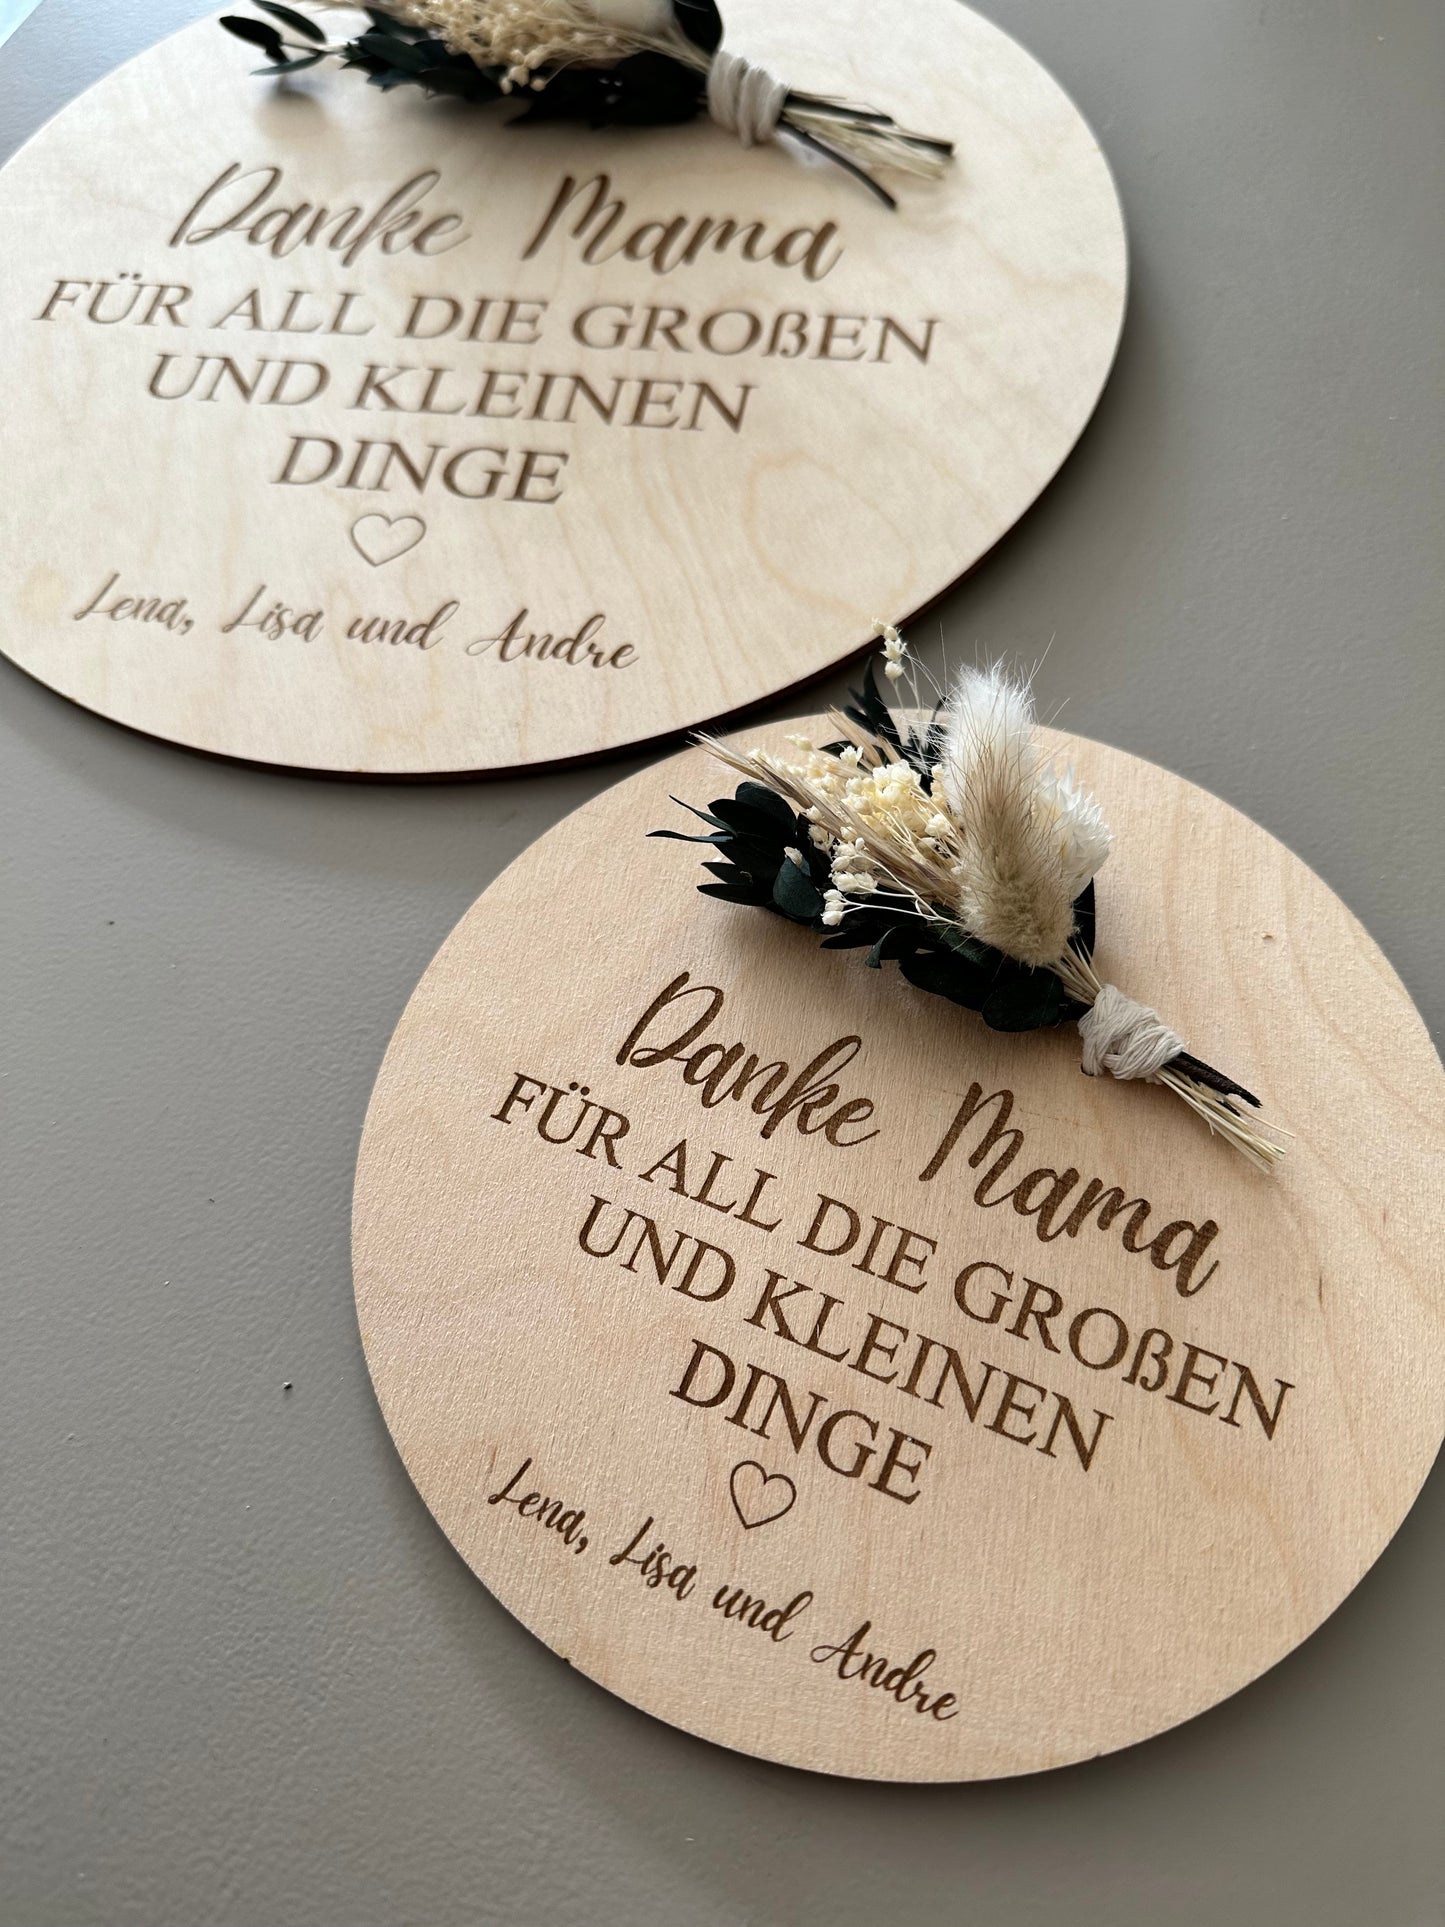 Danke Mama
FÜR ALL DIE GROßEN
UND KLEINEN
DINGE
Lena, Lisa und Andre
Danke Mama
FÜR ALL DIE GROßEN
UND KLEINEN
DINGE
Lena, Lisa und Andre